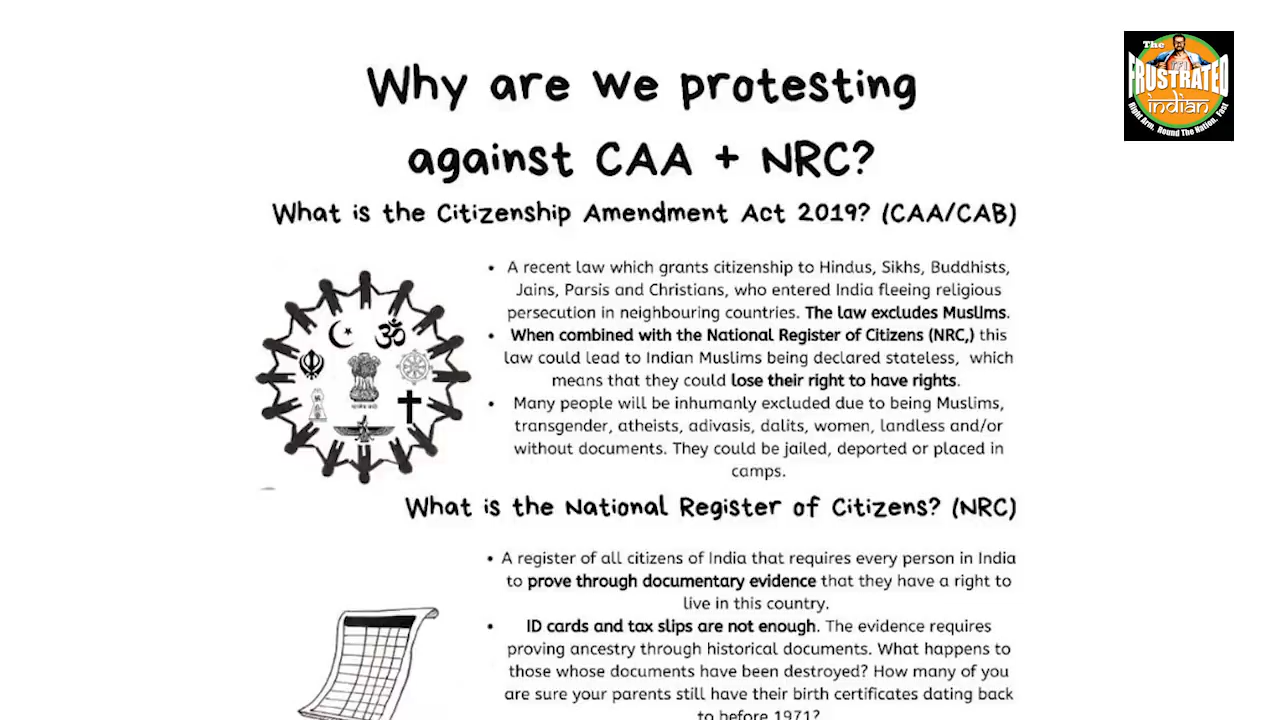 Why are we protesting
against CAA + NRC?
What is the Citizenship Amendment Act 2019? (CAA/CAB)
• A recent law which grants citizenship to Hindus, Sikhs, Buddhists,
Jains, Parsis and Christians, who entered India fleeing religious
persecution in neighbouring countries. The law excludes Muslims.
• When combined with the National Register of Citizens (NRC,) this
law could lead to Indian Muslims being declared stateless, which
means that they could lose their right to have rights.
• Many people will be inhumanly excluded due to being Muslims,
transgender, atheists, adivasis, dalits, women, landless and/or
without documents. They could be jailed, deported or placed in
camps.
What is the National Register of Citizens? (NRC)
• A register of all citizens of India that requires every person in India
to prove through documentary evidence that they have a right to
live in this country.
• ID cards and tax slips are not enough. The evidence requires
proving ancestry through historical documents. What happens to
those whose documents have been destroyed? How many of you
are sure your parents still have their birth certificates dating back
to before 1971?
The
FRUSTRATED
indian
Right Arm. Round The Nation. Fast